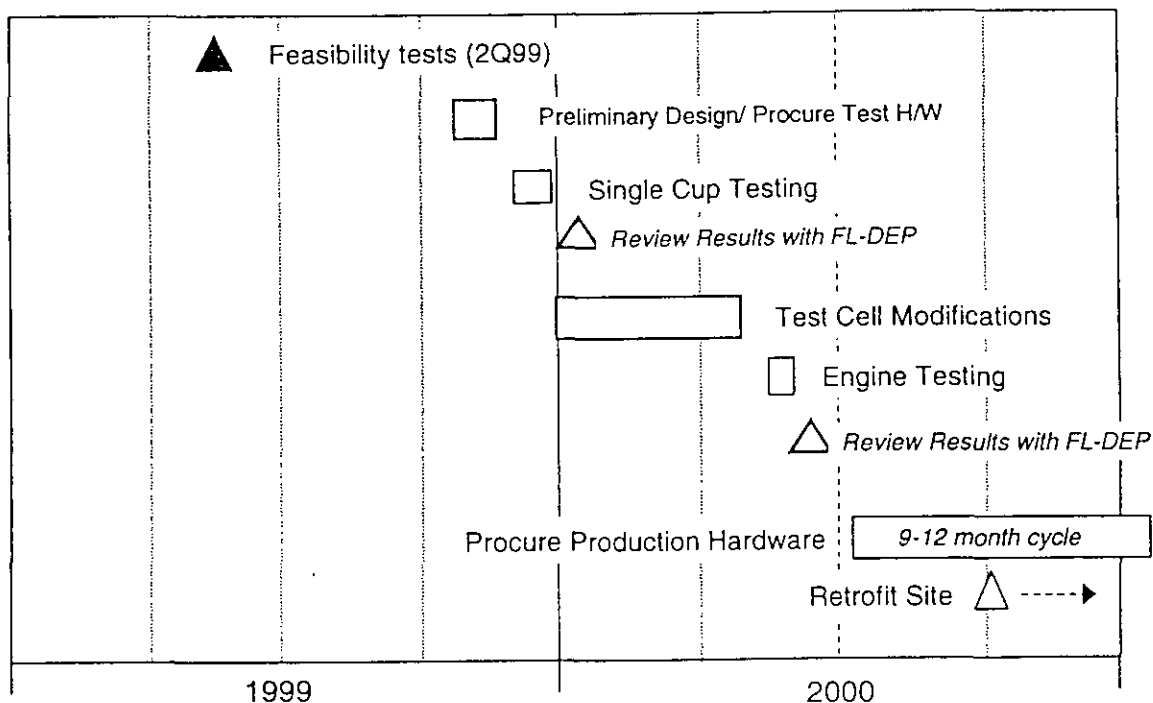 Feasibility tests (2Q99)
Preliminary Design/ Procure Test H/W
Single Cup Testing
Review Results with FL-DEP
Test Cell Modifications
Engine Testing
Review Results with FL-DEP
Procure Production Hardware
9-12 month cycle
Retrofit Site
1999
2000